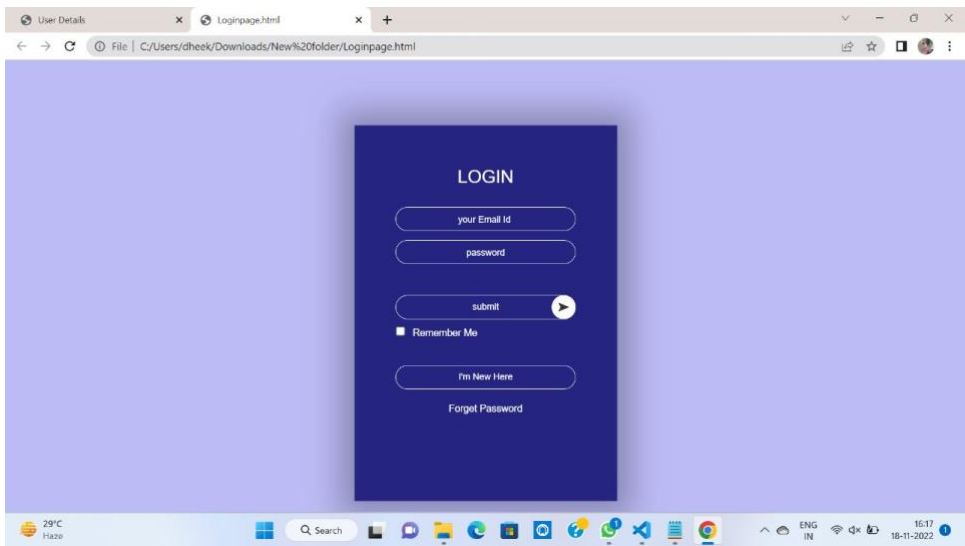 User Details
Loginpage.html
File | C:/Users/dheek/Downloads/New%20folder/Loginpage.html
LOGIN
your Email Id
password
submit
Remember Me
I'm New Here
Forget Password
29°C
Haze
Search
ENG
IN
16:17
18-11-2022
1